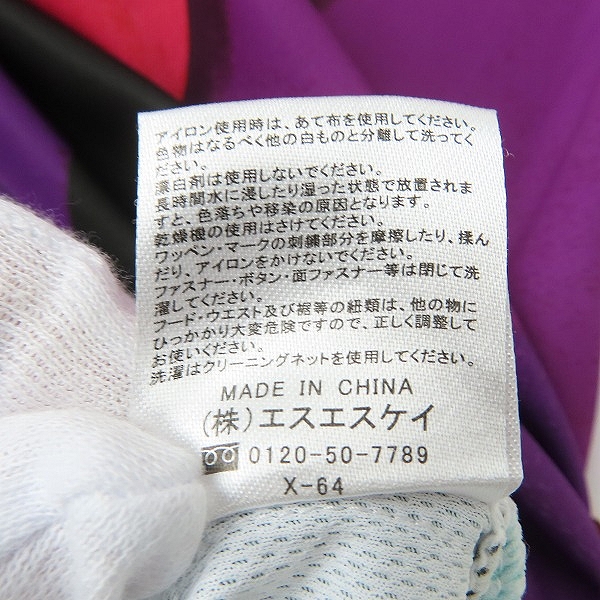 アイロン使用時は、あて布を使用してください。
色物はなるべく他の白ものと分離して洗ってく
ださい。
漂白剤は使用しないでください。
長時間水に浸したり湿った状態で放置されま
すと、色落ちや移染の原因となります。
乾燥機の使用はさけてください。
ワッペン・マークの刺繍部分を摩擦したり、揉ん
だり、アイロンをかけないでください。
ファスナー・ボタン・面ファスナー等は閉じて洗
濯してください。
フード・ウエスト及び裾等の紐類は、他の物に
ひっかかり大変危険ですので、正しく調整して
お使いください。
洗濯はクリーニングネットを使用してください。
MADE IN CHINA
(株)エスエスケイ
0120-50-7789
X-64